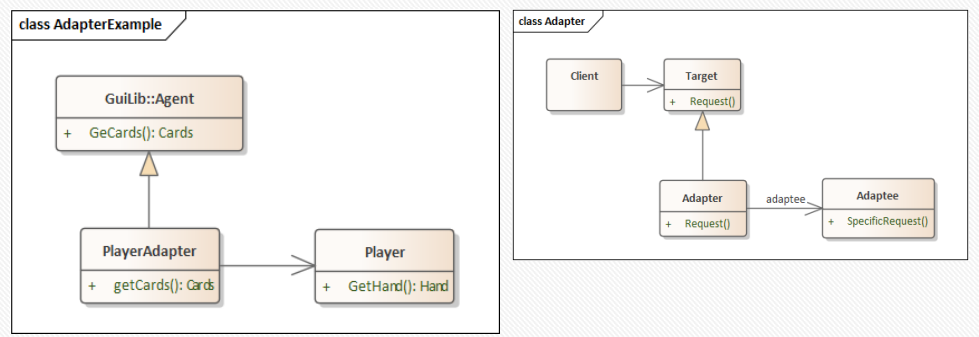 class AdapterExample
GuiLib::Agent
+ GeCards(): Cards
PlayerAdapter
+ getCards(): Cards
Player
+ GetHand(): Hand
class Adapter
Client
Target
+ Request()
Adapter
+ Request()
adaptee
Adaptee
+ SpecificRequest()